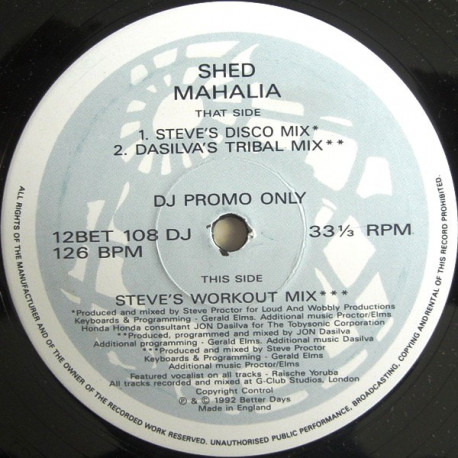 SHED
MAHALIA
THAT SIDE
1. STEVE'S DISCO MIX*
2. DASILVA'S TRIBAL MIX**
DJ PROMO ONLY
12BET 108 DJ 33⅓ RPM
126 BPM
THIS SIDE
STEVE'S WORKOUT MIX***
*Produced and mixed by Steve Proctor for Loud And Wobbly Productions
Keyboards & Programming - Gerald Elms. Additional music Proctor/Elms.
Honda Honda consultant JON Dasilva for The Tobysonic Corporation
**Produced, programmed and mixed by JON Dasilva
Additional programming - Gerald Elms. Additional music Dasilva
***Produced and mixed by Steve Proctor
Keyboards & Programming - Gerald Elms
Additional music Proctor/Elms
Featured vocalist on all tracks - Raische Yoruba
All tracks recorded and mixed at G-Club Studios, London
Copyright Control
℗ & © 1992 Better Days
Made in England
ALL RIGHTS OF THE MANUFACTURER AND OF THE OWNER OF THE RECORDED WORK RESERVED. UNAUTHORISED PUBLIC PERFORMANCE, BROADCASTING, COPYING AND RENTAL OF THIS RECORD PROHIBITED.